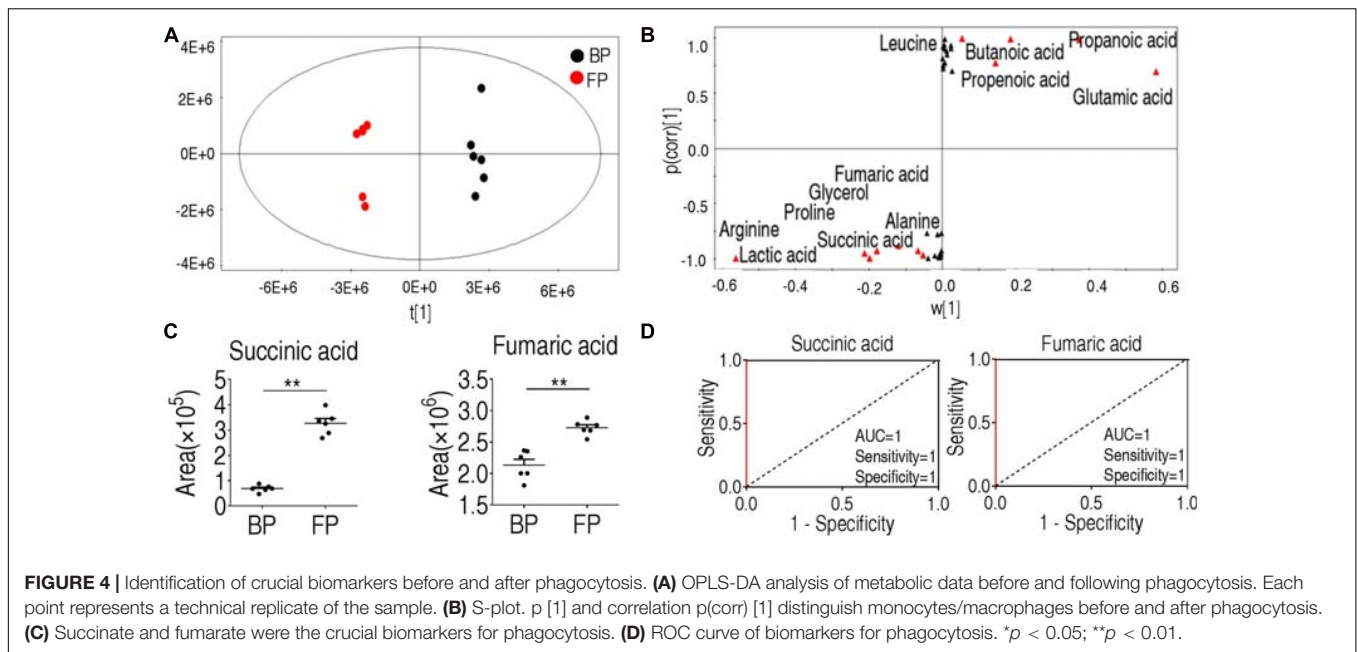 A
4E+6
2E+6
0E+0
-2E+6
-4E+6
-6E+6 -3E+6 0E+0 3E+6 6E+6
t[1]
BP
FP
B
p(corr)[1]
1.0
0.5
0.0
-0.5
-1.0
-0.6 -0.4 -0.2 0.0 0.2 0.4 0.6
w[1]
Leucine
Butanoic acid
Propanoic acid
Propenoic acid
Glutamic acid
Fumaric acid
Glycerol
Proline
Arginine
Alanine
Succinic acid
Lactic acid
C
Succinic acid
Area(×10⁵)
5
4
3
2
1
0
**
BP FP
Fumaric acid
Area(×10⁶)
3.5
3.0
2.5
2.0
1.5
**
BP FP
D
Succinic acid
Sensitivity
1.0
0.5
0.0
AUC=1
Sensitivity=1
Specificity=1
0.0 0.5 1.0
1 - Specificity
Fumaric acid
Sensitivity
1.0
0.5
0.0
AUC=1
Sensitivity=1
Specificity=1
0.0 0.5 1.0
1 - Specificity
FIGURE 4 | Identification of crucial biomarkers before and after phagocytosis. (A) OPLS-DA analysis of metabolic data before and following phagocytosis. Each
point represents a technical replicate of the sample. (B) S-plot. p [1] and correlation p(corr) [1] distinguish monocytes/macrophages before and after phagocytosis.
(C) Succinate and fumarate were the crucial biomarkers for phagocytosis. (D) ROC curve of biomarkers for phagocytosis. *p < 0.05; **p < 0.01.